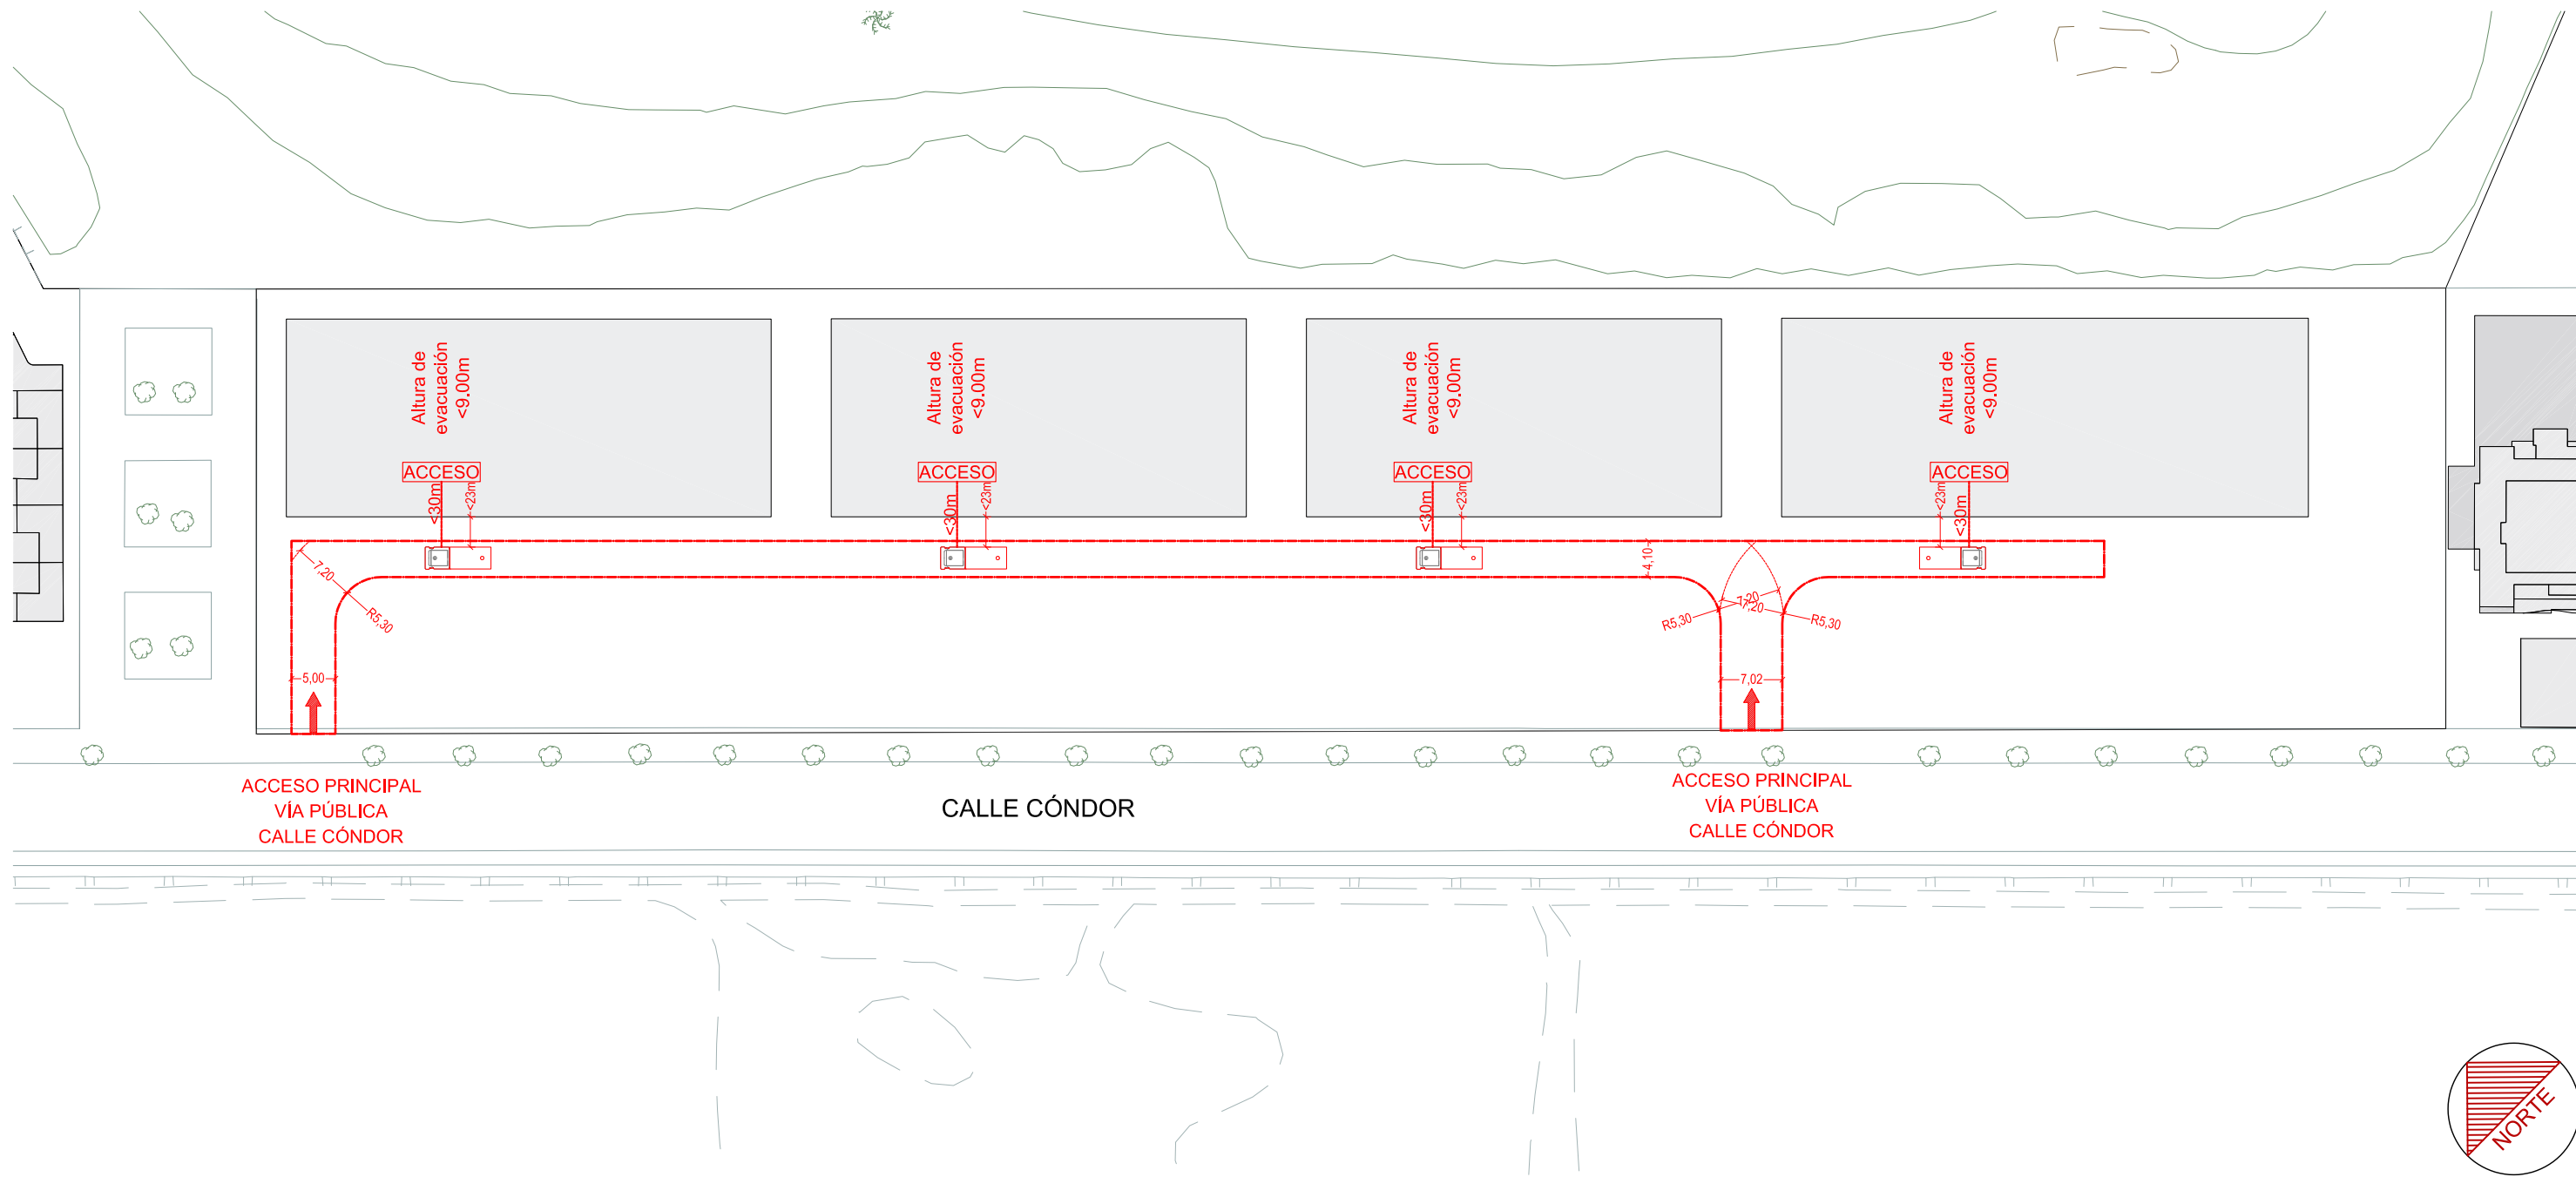 Altura de
evacuación
<9.00m
Altura de
evacuación
<9.00m
Altura de
evacuación
<9.00m
Altura de
evacuación
<9.00m
ACCESO
ACCESO
ACCESO
ACCESO
<30m
<23m
<30m
<23m
<30m
<23m
<23m
<30m
7,20
R5,30
4,10
7,20
7,20
R5,30
R5,30
5,00
7,02
ACCESO PRINCIPAL
VÍA PÚBLICA
CALLE CÓNDOR
CALLE CÓNDOR
ACCESO PRINCIPAL
VÍA PÚBLICA
CALLE CÓNDOR
NORTE